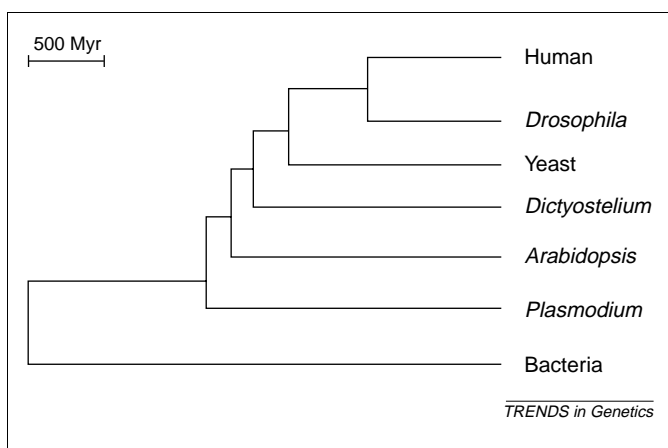 500 Myr
Human
Drosophila
Yeast
Dictyostelium
Arabidopsis
Plasmodium
Bacteria
TRENDS in Genetics